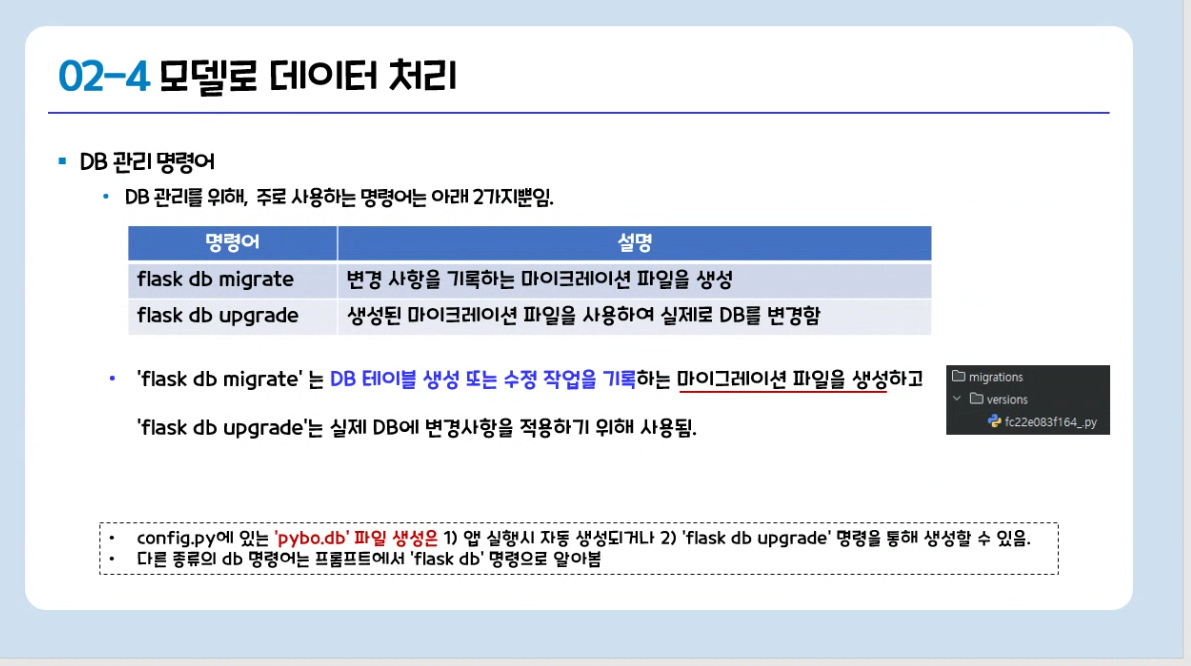 02-4 모델로 데이터 처리
DB 관리 명령어
DB 관리를 위해, 주로 사용하는 명령어는 아래 2가지뿐임.
명령어 설명
flask db migrate 변경 사항을 기록하는 마이크레이션 파일을 생성
flask db upgrade 생성된 마이크레이션 파일을 사용하여 실제로 DB를 변경함
'flask db migrate' 는 DB 테이블 생성 또는 수정 작업을 기록하는 마이그레이션 파일을 생성하고
'flask db upgrade'는 실제 DB에 변경사항을 적용하기 위해 사용됨.
migrations
versions
fc22e083f164_.py
config.py에 있는 'pybo.db' 파일 생성은 1) 앱 실행시 자동 생성되거나 2) 'flask db upgrade' 명령을 통해 생성할 수 있음.
다른 종류의 db 명령어는 프롬프트에서 'flask db' 명령으로 알아봄